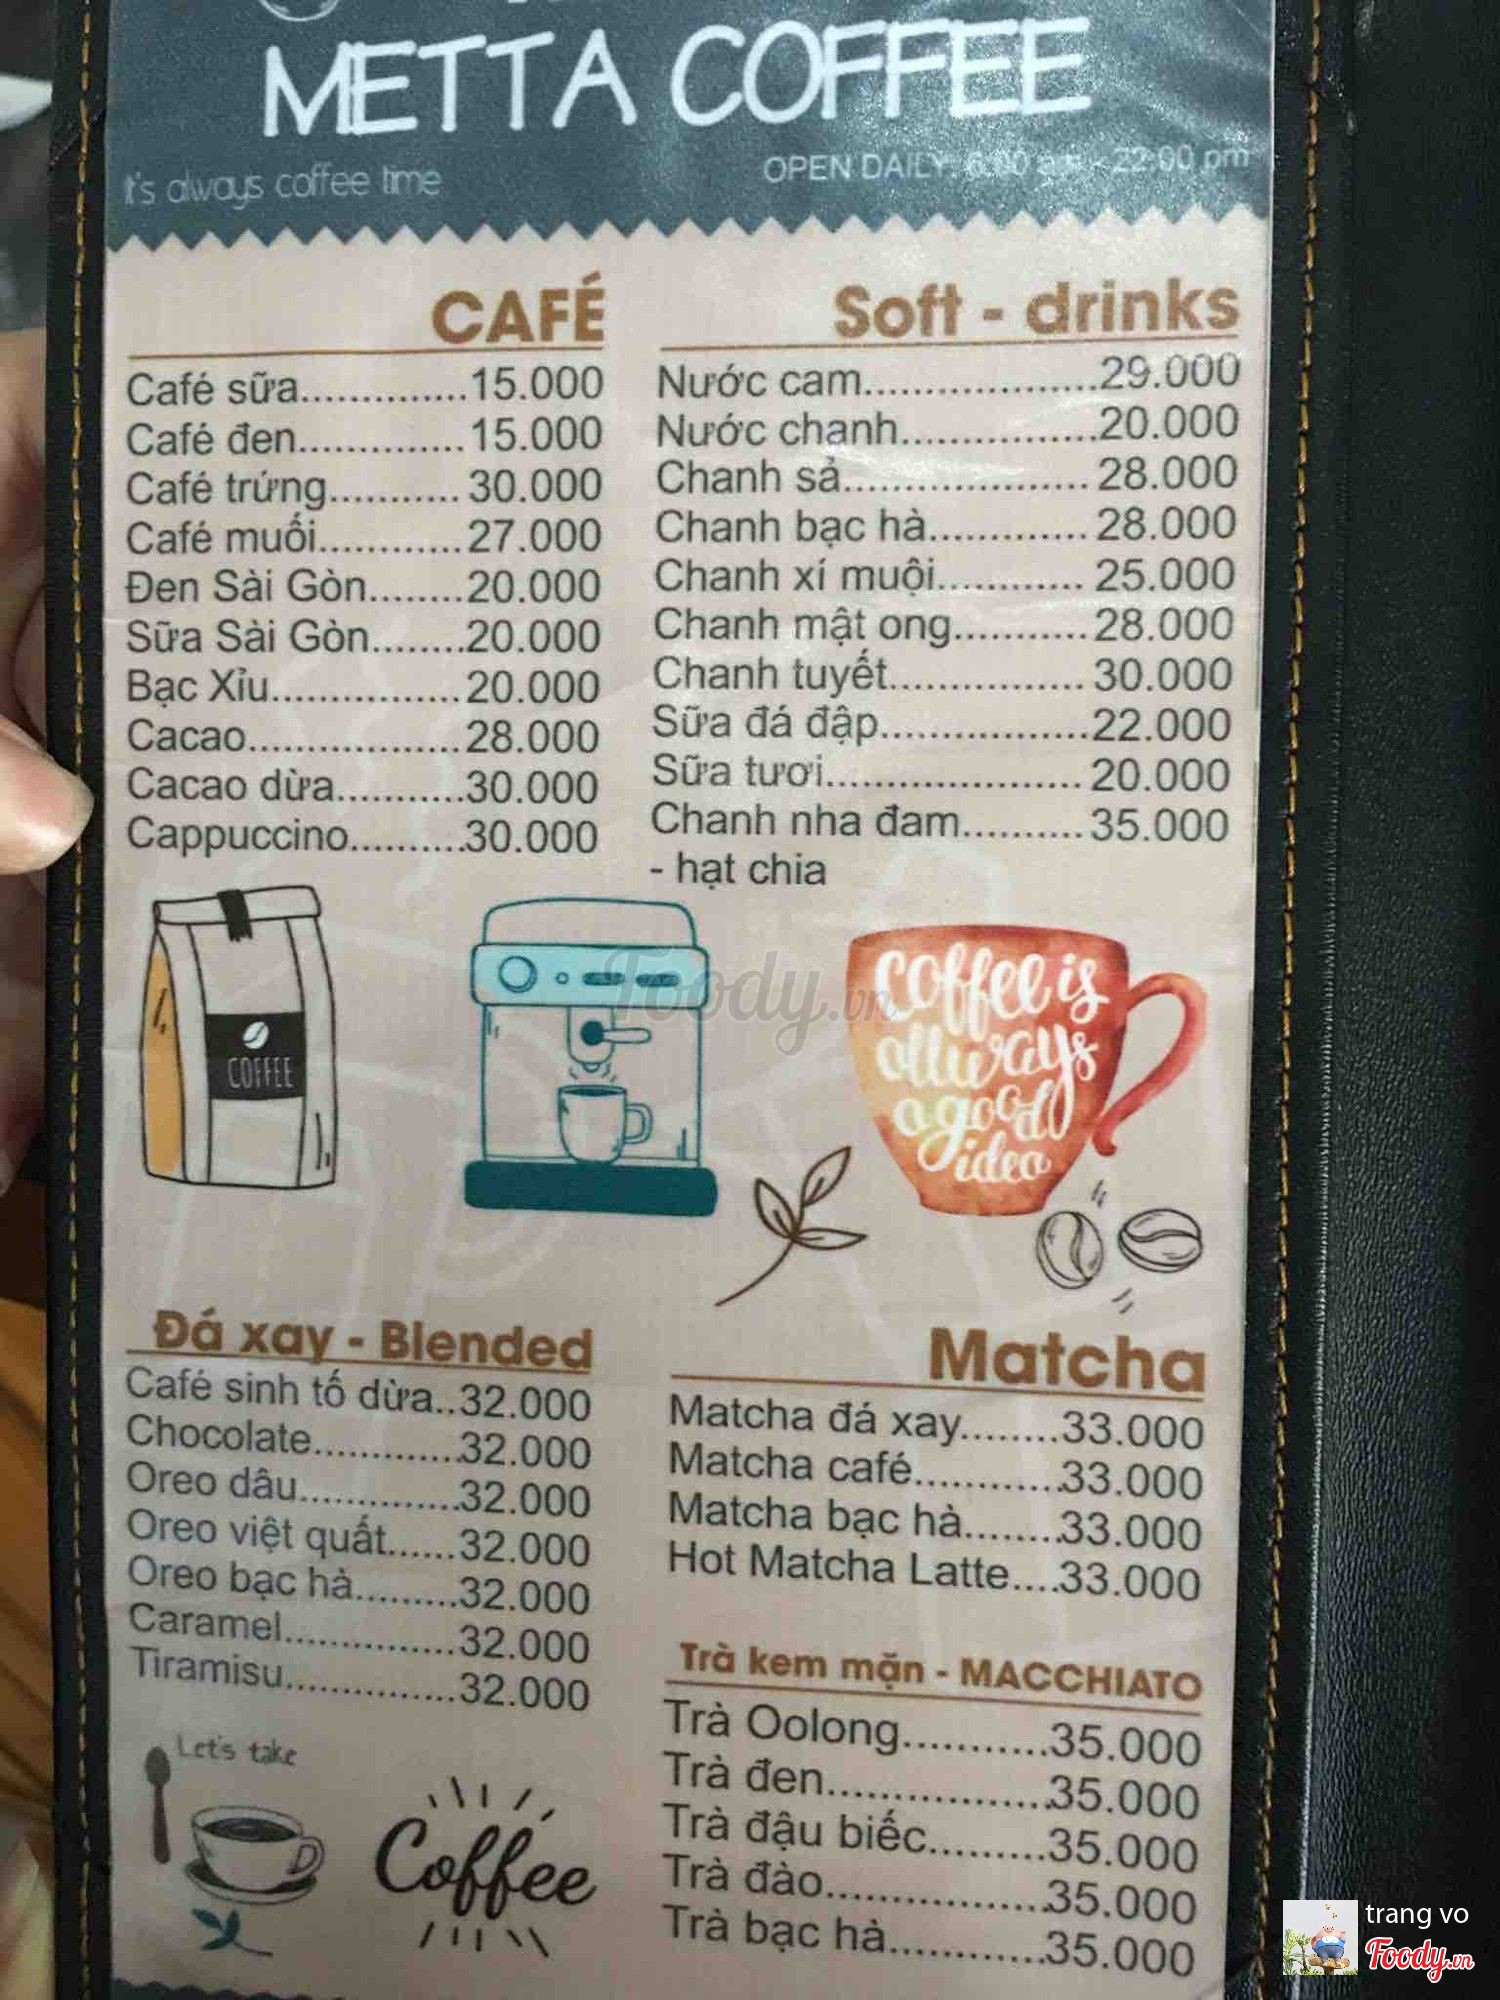 METTA COFFEE
it's always coffee time
OPEN DAILY: 6:00 am - 22:00 pm
CAFÉ
Café sữa..............15.000
Café đen..............15.000
Café trứng...........30.000
Café muối............27.000
Đen Sài Gòn........20.000
Sữa Sài Gòn........20.000
Bạc Xỉu................20.000
Cacao..................28.000
Cacao dừa...........30.000
Cappuccino..........30.000
Soft - drinks
Nước cam....................29.000
Nước chanh.................20.000
Chanh sả.....................28.000
Chanh bạc hà.............28.000
Chanh xí muội............25.000
Chanh mật ong...........28.000
Chanh tuyết................30.000
Sữa đá đập..................22.000
Sữa tươi......................20.000
Chanh nha đam..........35.000
- hạt chia
COFFEE
Foody.vn
coffee is
allways
a good
idea
Đá xay - Blended
Café sinh tố dừa..32.000
Chocolate.............32.000
Oreo dâu..............32.000
Oreo việt quất......32.000
Oreo bạc hà.........32.000
Caramel...............32.000
Tiramisu...............32.000
Matcha
Matcha đá xay........33.000
Matcha café............33.000
Matcha bạc hà........33.000
Hot Matcha Latte....33.000
Trà kem mặn - MACCHIATO
Trà Oolong...........35.000
Trà đen.................35.000
Trà đậu biếc.........35.000
Trà đào.................35.000
Trà bạc hà............35.000
Let's take
Coffee
trang vo
Foody.vn